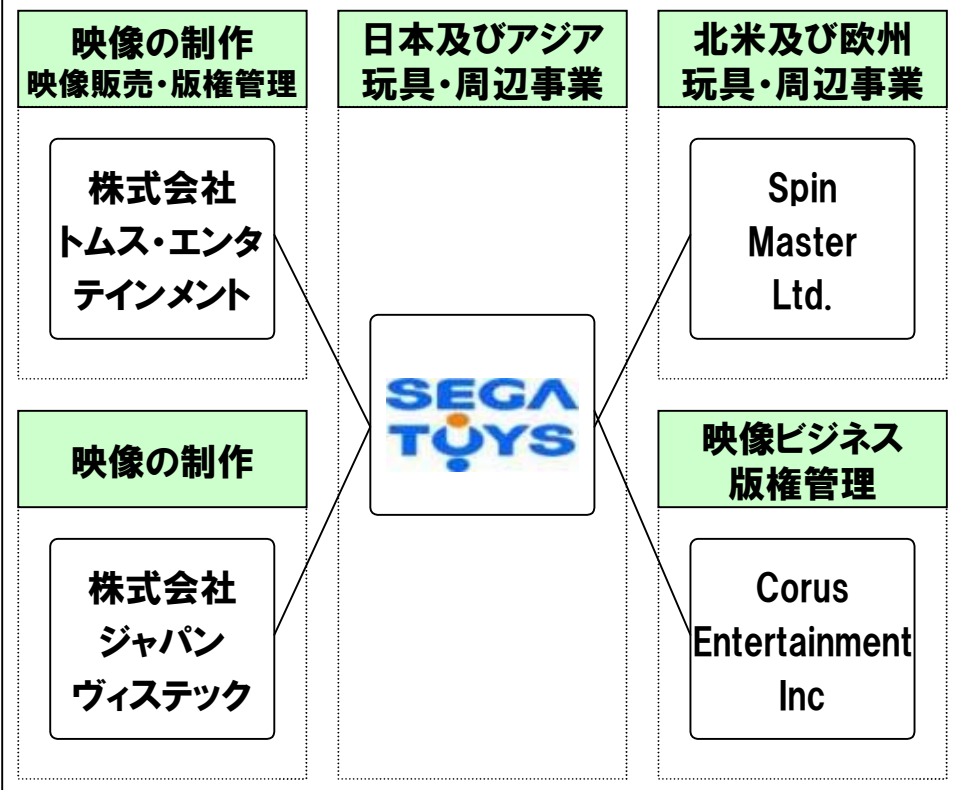 映像の制作
映像販売・版権管理
株式会社
トムス・エンタ
テインメント
映像の制作
株式会社
ジャパン
ヴィステック
日本及びアジア
玩具・周辺事業
SEGA
TOYS
北米及び欧州
玩具・周辺事業
Spin
Master
Ltd.
映像ビジネス
版権管理
Corus
Entertainment
Inc